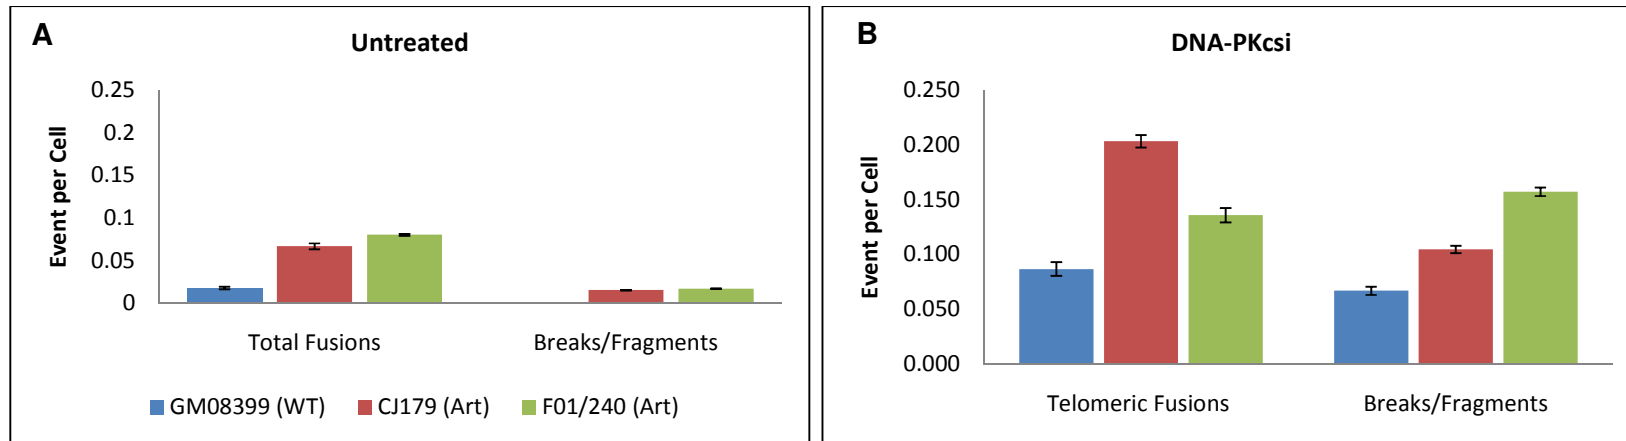 A
Untreated
0.25
0.2
0.15
0.1
0.05
0
Event per Cell
Total Fusions
Breaks/Fragments
GM08399 (WT)
CJ179 (Art)
F01/240 (Art)
B
DNA-PKcsi
0.250
0.200
0.150
0.100
0.050
0.000
Event per Cell
Telomeric Fusions
Breaks/Fragments